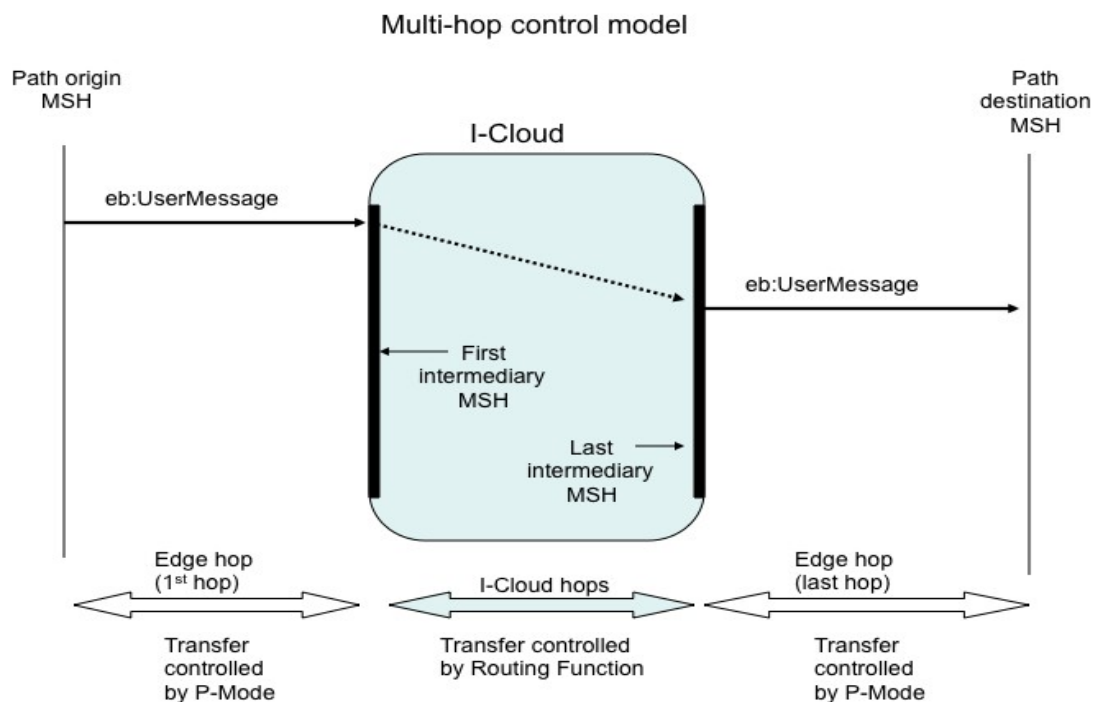 Multi-hop control model
Path origin
MSH
Path
destination
MSH
I-Cloud
eb:UserMessage
eb:UserMessage
First
intermediary
MSH
Last
intermediary
MSH
Edge hop
(1st hop)
I-Cloud hops
Edge hop
(last hop)
Transfer
controlled
by P-Mode
Transfer controlled
by Routing Function
Transfer
controlled
by P-Mode